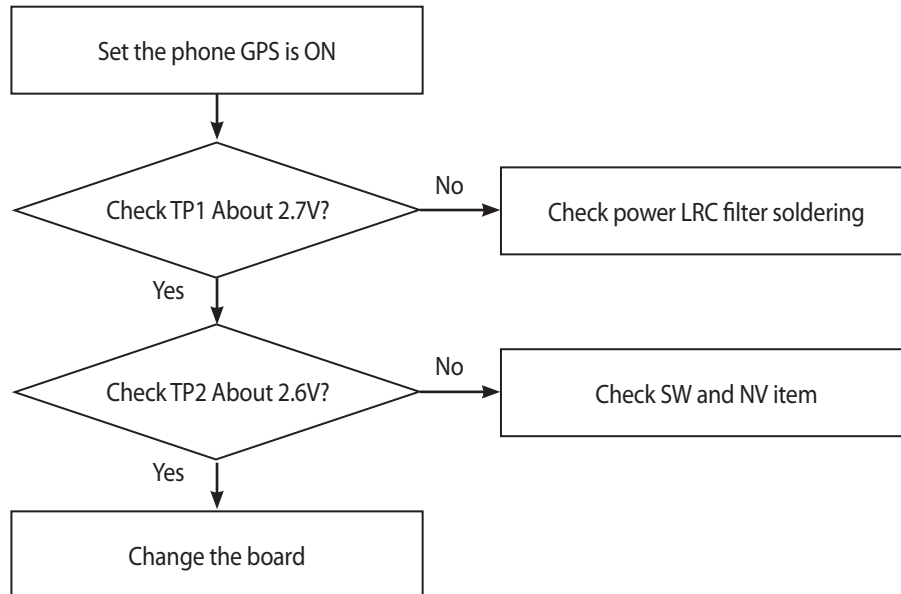 Set the phone GPS is ON
Check TP1 About 2.7V?
No
Check power LRC filter soldering
Yes
Check TP2 About 2.6V?
No
Check SW and NV item
Yes
Change the board